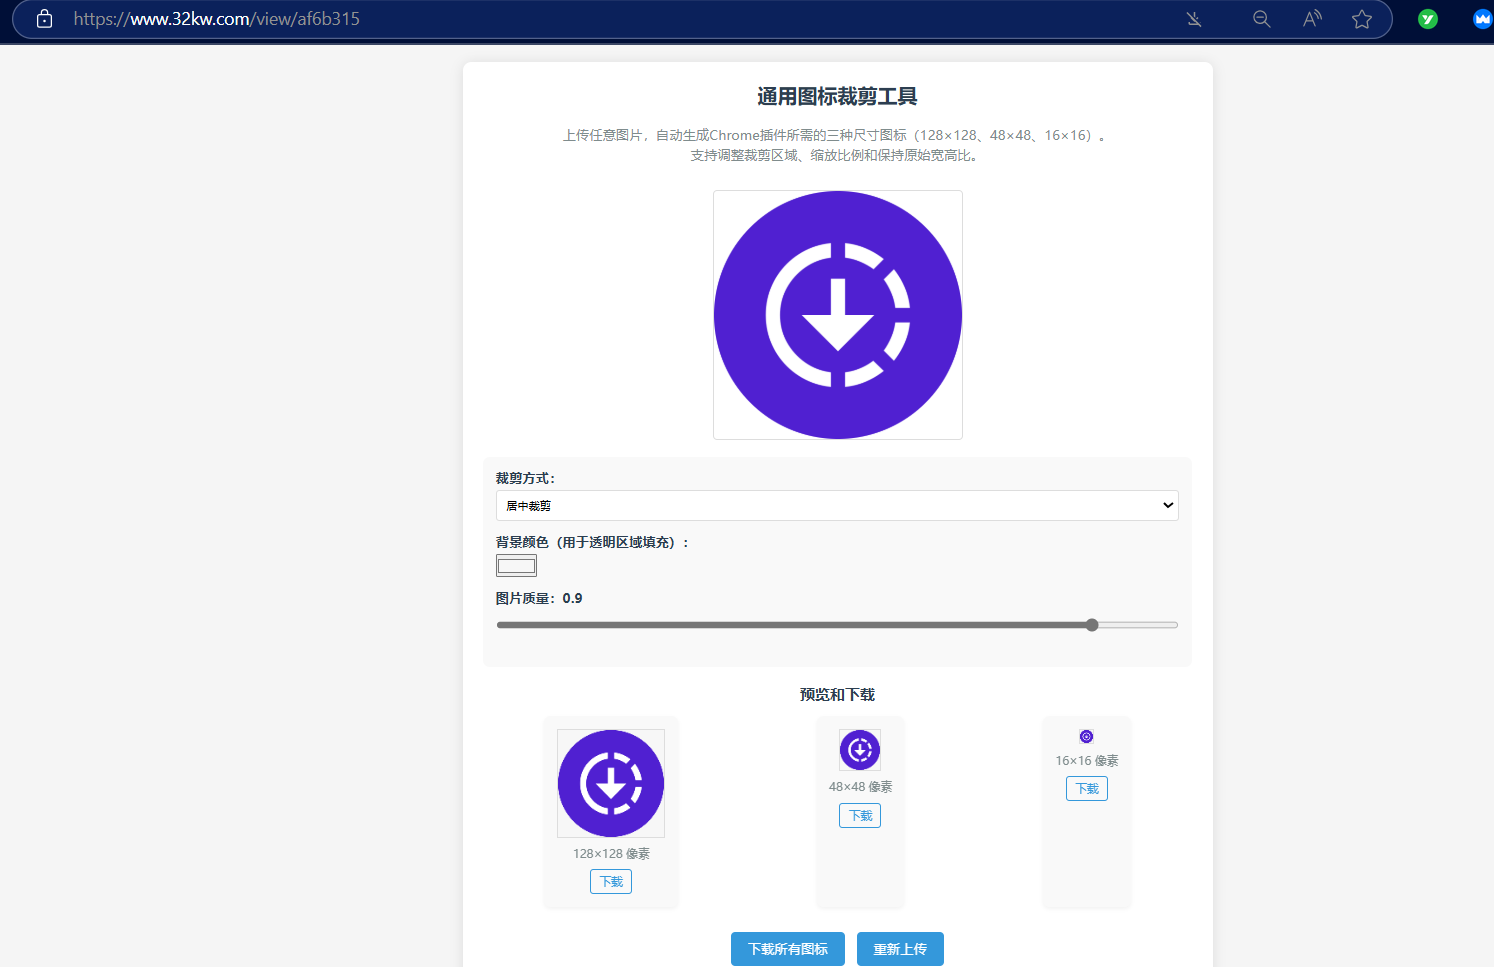 https://www.32kw.com/view/af6b315
通用图标裁剪工具
上传任意图片，自动生成Chrome插件所需的三种尺寸图标（128×128、48×48、16×16）。
支持调整裁剪区域、缩放比例和保持原始宽高比。
裁剪方式：
居中裁剪
背景颜色（用于透明区域填充）：
图片质量：0.9
预览和下载
128×128 像素
下载
48×48 像素
下载
16×16 像素
下载
下载所有图标
重新上传